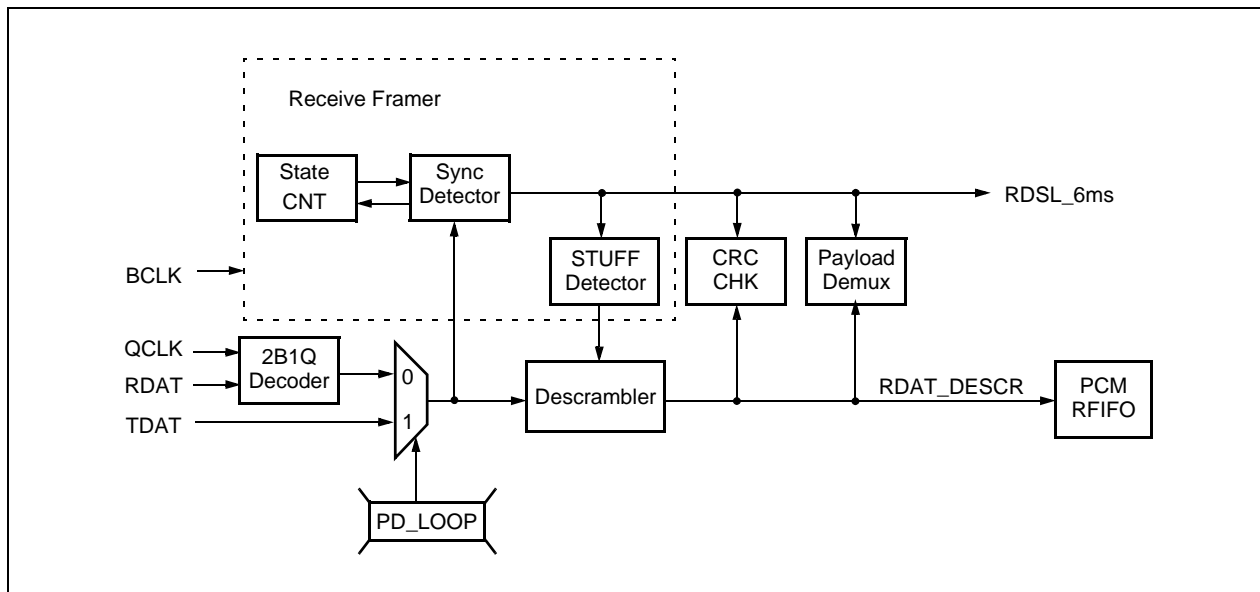 Receive Framer
State
CNT
Sync
Detector
RDSL_6ms
STUFF
Detector
CRC
CHK
Payload
Demux
BCLK
QCLK
RDAT
TDAT
2B1Q
Decoder
0
1
Descrambler
RDAT_DESCR
PCM
RFIFO
PD_LOOP